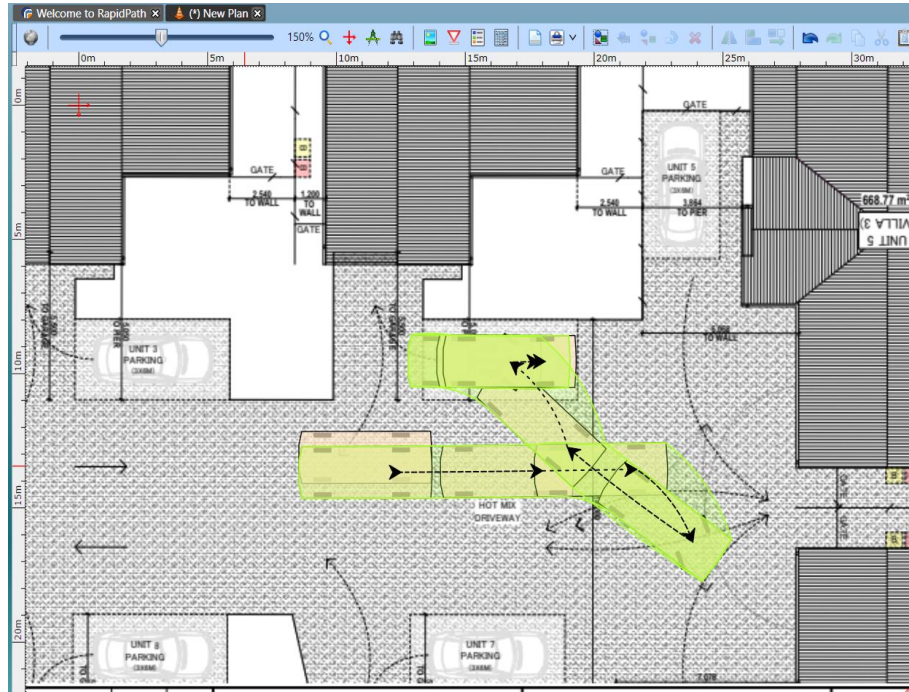 Welcome to RapidPath
(*) New Plan
150%
0m
5m
10m
15m
20m
25m
30m
0m
5m
10m
15m
20m
GATE
GATE
GATE
2.540
TO WALL
1.200
TO
WALL
GATE
2.540
TO WALL
3.864
TO PIER
UNIT 5
PARKING
(3X6M)
668.77 m
UNIT 5
VILLA 3)
TO WALL
UNIT 3
PARKING
(3X6M)
HOT MIX
DRIVEWAY
GATE
GATE
UNIT 8
PARKING
(3X6M)
UNIT 7
PARKING
(3X6M)
7.078